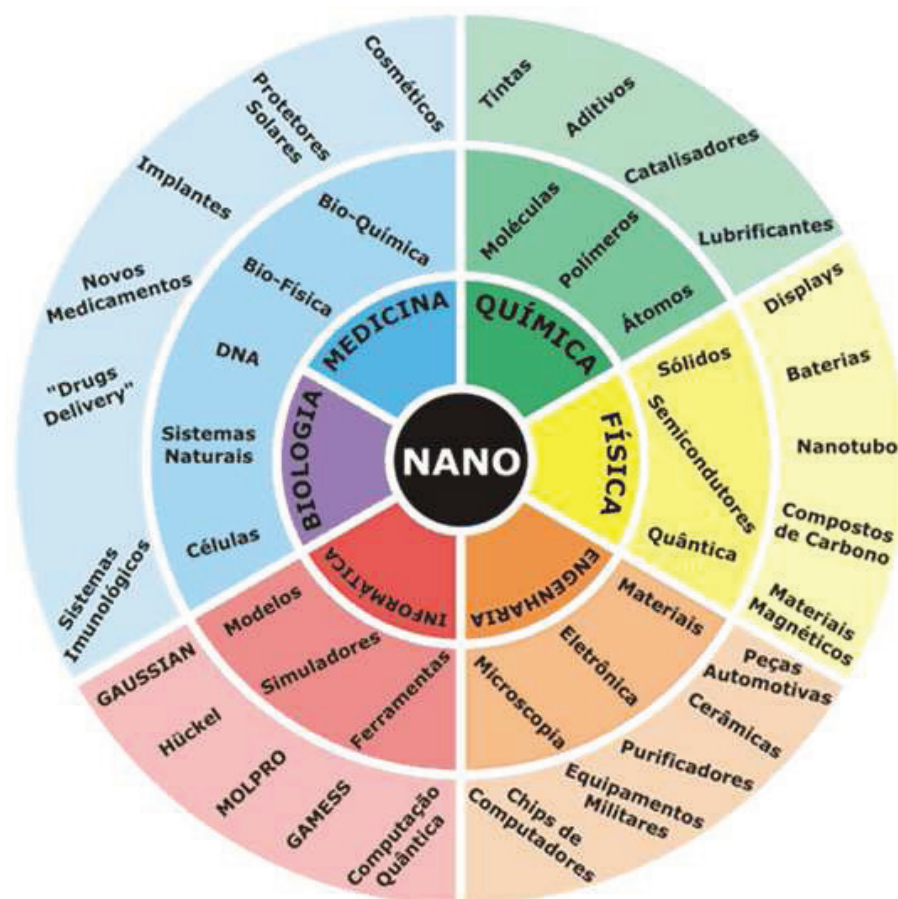 NANO
MEDICINA
QUÍMICA
FÍSICA
ENGENHARIA
INFORMÁTICA
BIOLOGIA
Bio-Química
Bio-Física
DNA
Sistemas
Naturais
Células
Moléculas
Polímeros
Átomos
Sólidos
Semicondutores
Quântica
Materiais
Eletrônica
Microscopia
Ferramentas
Simuladores
Modelos
Cosméticos
Protetores
Solares
Implantes
Novos
Medicamentos
"Drugs
Delivery"
Sistemas
Imunológicos
Tintas
Aditivos
Catalisadores
Lubrificantes
Displays
Baterias
Nanotubo
Compostos
de Carbono
Materiais
Magnéticos
Peças
Automotivas
Cerâmicas
Purificadores
Equipamentos
Militares
Chips de
Computadores
Computação
Quântica
GAMESS
MOLPRO
Hückel
GAUSSIAN